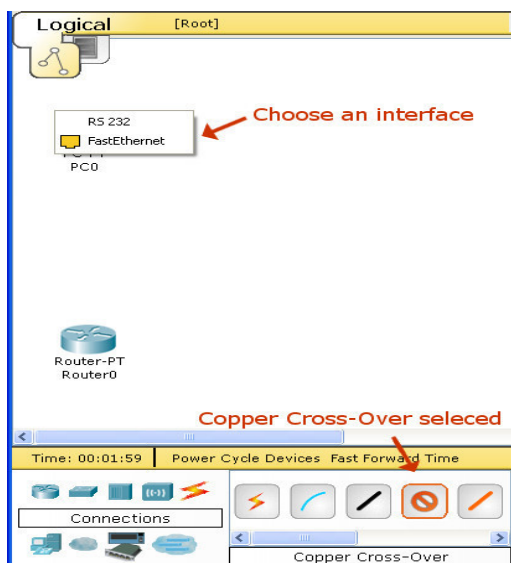 Logical [Root]
Choose an interface
RS 232
FastEthernet
PC0
Router-PT
Router0
Copper Cross-Over seleced
Time: 00:01:59 Power Cycle Devices Fast Forward Time
Connections
Copper Cross-Over